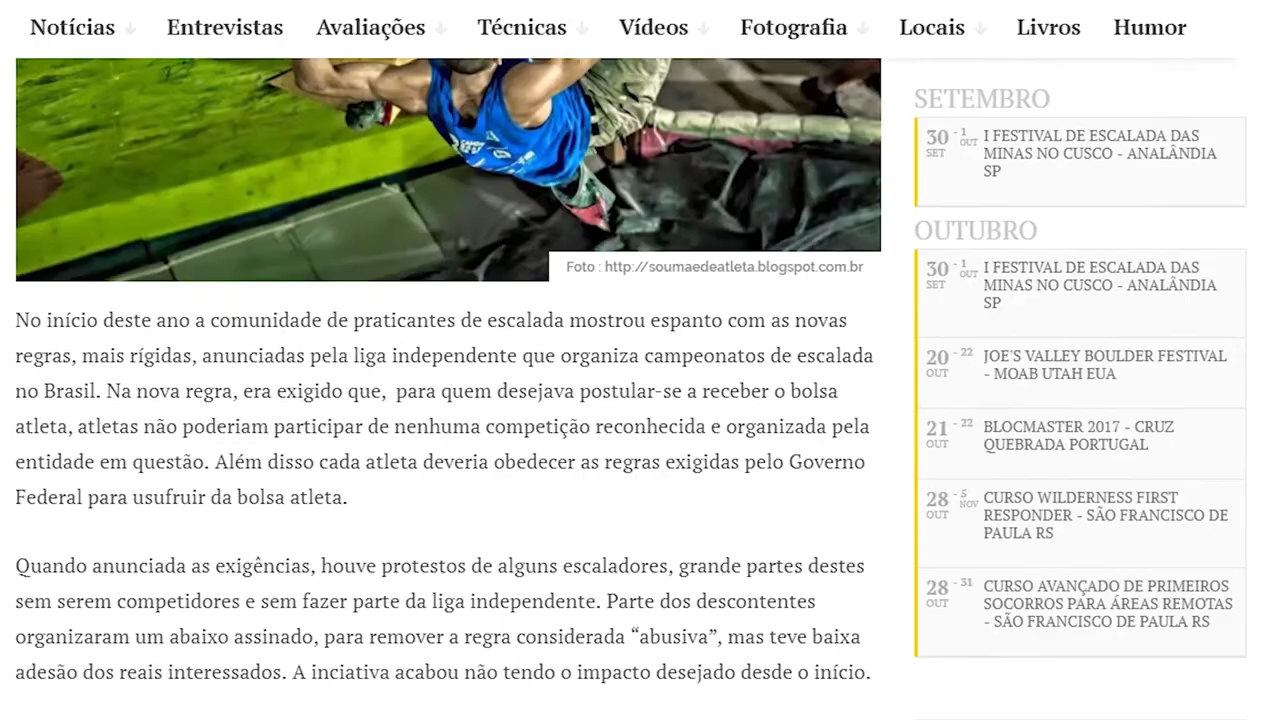 Notícias Entrevistas Avaliações Técnicas Vídeos Fotografia Locais Livros Humor
Foto : http://soumaedeatleta.blogspot.com.br
No início deste ano a comunidade de praticantes de escalada mostrou espanto com as novas
regras, mais rígidas, anunciadas pela liga independente que organiza campeonatos de escalada
no Brasil. Na nova regra, era exigido que, para quem desejava postular-se a receber o bolsa
atleta, atletas não poderiam participar de nenhuma competição reconhecida e organizada pela
entidade em questão. Além disso cada atleta deveria obedecer as regras exigidas pelo Governo
Federal para usufruir da bolsa atleta.
Quando anunciada as exigências, houve protestos de alguns escaladores, grande partes destes
sem serem competidores e sem fazer parte da liga independente. Parte dos descontentes
organizaram um abaixo assinado, para remover a regra considerada “abusiva”, mas teve baixa
adesão dos reais interessados. A inciativa acabou não tendo o impacto desejado desde o início.
SETEMBRO
30 - 1 I FESTIVAL DE ESCALADA DAS
SET OUT MINAS NO CUSCO - ANALÂNDIA
SP
OUTUBRO
30 - 1 I FESTIVAL DE ESCALADA DAS
SET OUT MINAS NO CUSCO - ANALÂNDIA
SP
20 - 22 JOE'S VALLEY BOULDER FESTIVAL
OUT - MOAB UTAH EUA
21 - 22 BLOCMASTER 2017 - CRUZ
OUT QUEBRADA PORTUGAL
28 - 5 CURSO WILDERNESS FIRST
OUT NOV RESPONDER - SÃO FRANCISCO DE
PAULA RS
28 - 31 CURSO AVANÇADO DE PRIMEIROS
OUT SOCORROS PARA ÁREAS REMOTAS
- SÃO FRANCISCO DE PAULA RS